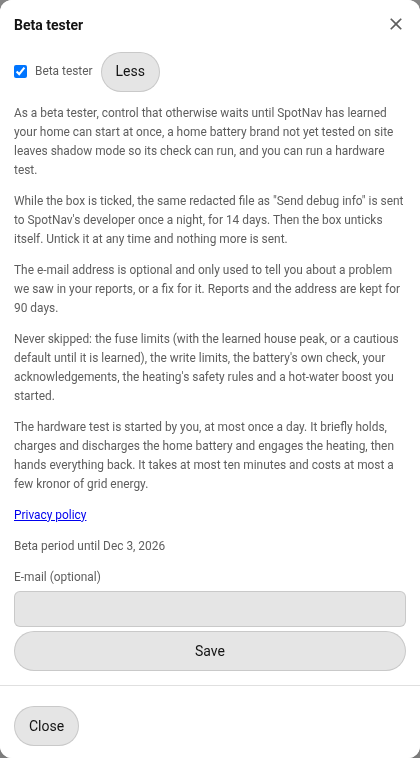 Beta tester
Beta tester
Less
As a beta tester, control that otherwise waits until SpotNav has learned
your home can start at once, a home battery brand not yet tested on site
leaves shadow mode so its check can run, and you can run a hardware
test.
While the box is ticked, the same redacted file as "Send debug info" is sent
to SpotNav's developer once a night, for 14 days. Then the box unticks
itself. Untick it at any time and nothing more is sent.
The e-mail address is optional and only used to tell you about a problem
we saw in your reports, or a fix for it. Reports and the address are kept for
90 days.
Never skipped: the fuse limits (with the learned house peak, or a cautious
default until it is learned), the write limits, the battery's own check, your
acknowledgements, the heating's safety rules and a hot-water boost you
started.
The hardware test is started by you, at most once a day. It briefly holds,
charges and discharges the home battery and engages the heating, then
hands everything back. It takes at most ten minutes and costs at most a
few kronor of grid energy.
Privacy policy
Beta period until Dec 3, 2026
E-mail (optional)
Save
Close